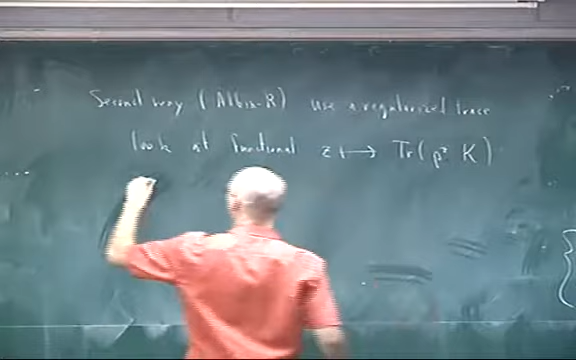 Second way (Albin-R) use a regularized trace
look at functional z ↦ Tr(ρ^z K)